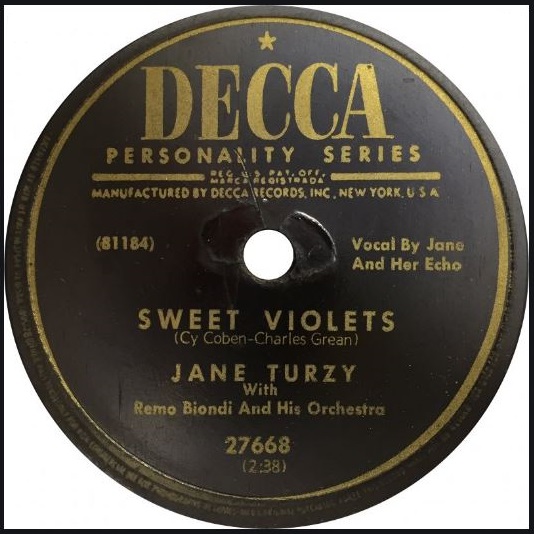 DECCA
PERSONALITY SERIES
REG. U.S. PAT. OFF.
MARCA REGISTRADA
MANUFACTURED BY DECCA RECORDS, INC., NEW YORK, U.S.A.
(81184)
Vocal By Jane
And Her Echo
SWEET VIOLETS
(Cy Coben-Charles Grean)
JANE TURZY
With
Remo Biondi And His Orchestra
27668
(2:38)